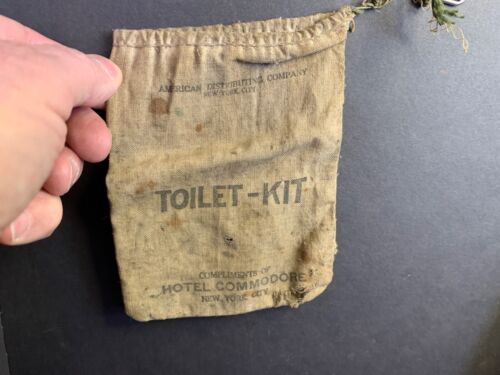 AMERICAN DISTRIBUTING COMPANY
NEW YORK CITY
TOILET-KIT
COMPLIMENTS OF
HOTEL COMMODORE
NEW YORK CITY